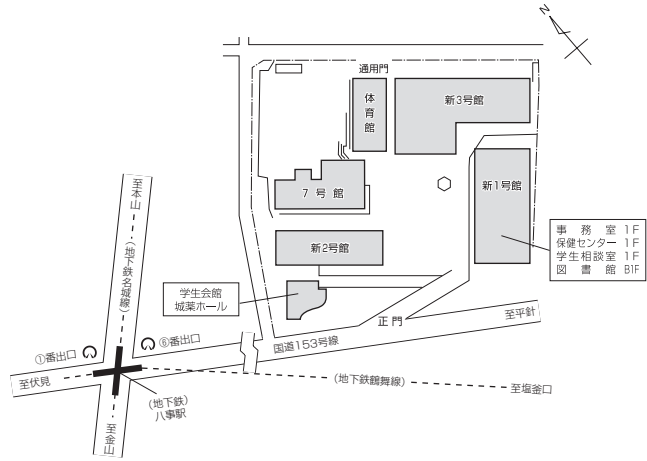 N
通用門
体育館
新3号館
7号館
新1号館
新2号館
事務室 1F
保健センター 1F
学生相談室 1F
図書館 B1F
学生会館
城薬ホール
正門
至平針
国道153号線
至本山
(地下鉄名城線)
①番出口
⑥番出口
至伏見
(地下鉄)
八事駅
至金山
(地下鉄鶴舞線)
至塩釜口